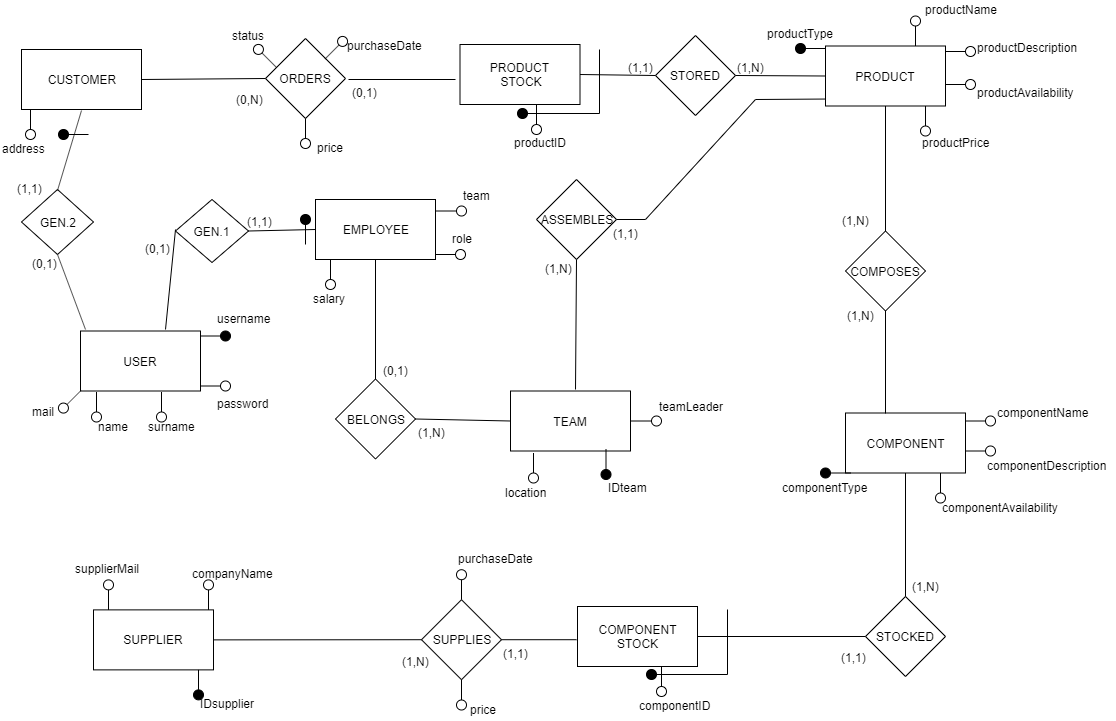 productName
status
purchaseDate
productType
productDescription
CUSTOMER
ORDERS
PRODUCT
STOCK
(1,1)
STORED
(1,N)
PRODUCT
(0,N)
(0,1)
productAvailability
address
price
productID
productPrice
(1,1)
GEN.2
(0,1)
GEN.1
(1,1)
(0,1)
EMPLOYEE
team
role
salary
ASSEMBLES
(1,1)
(1,N)
(1,N)
COMPOSES
(1,N)
username
USER
password
mail
name
surname
(0,1)
BELONGS
(1,N)
TEAM
teamLeader
location
IDteam
componentName
COMPONENT
componentDescription
componentType
componentAvailability
supplierMail
companyName
purchaseDate
(1,N)
SUPPLIER
SUPPLIES
COMPONENT
STOCK
STOCKED
(1,N)
(1,1)
(1,1)
IDsupplier
price
componentID